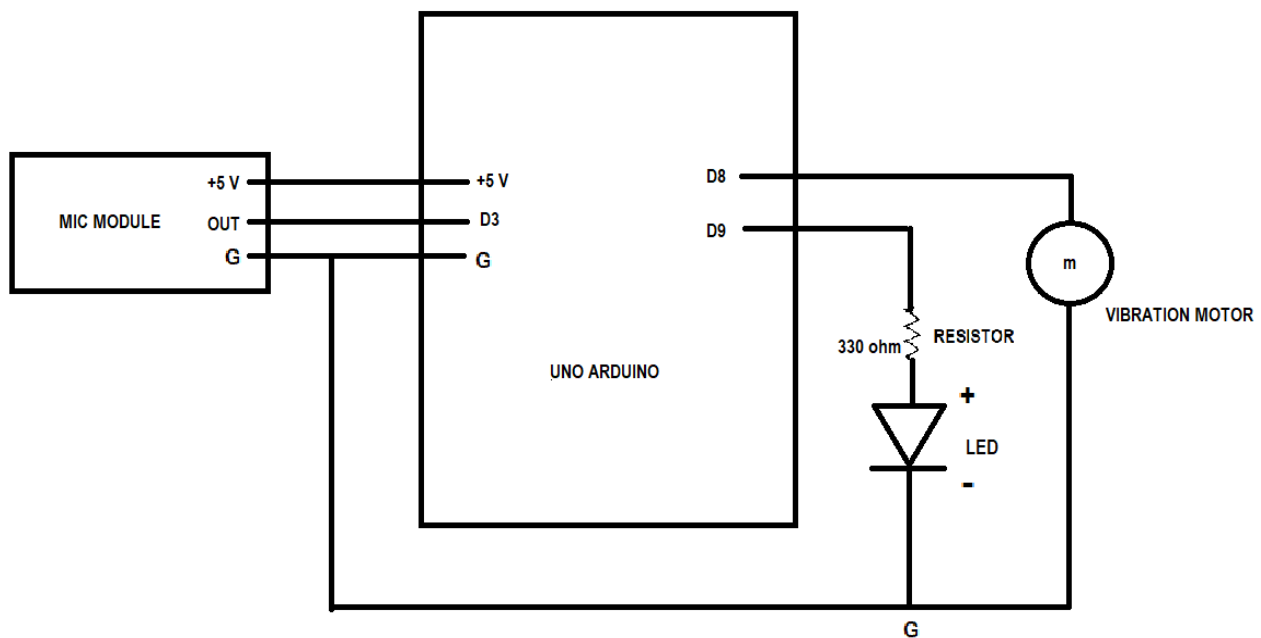 MIC MODULE
+5 V
OUT
G
+5 V
D3
G
UNO ARDUINO
D8
D9
330 ohm
RESISTOR
+
LED
-
m
VIBRATION MOTOR
G